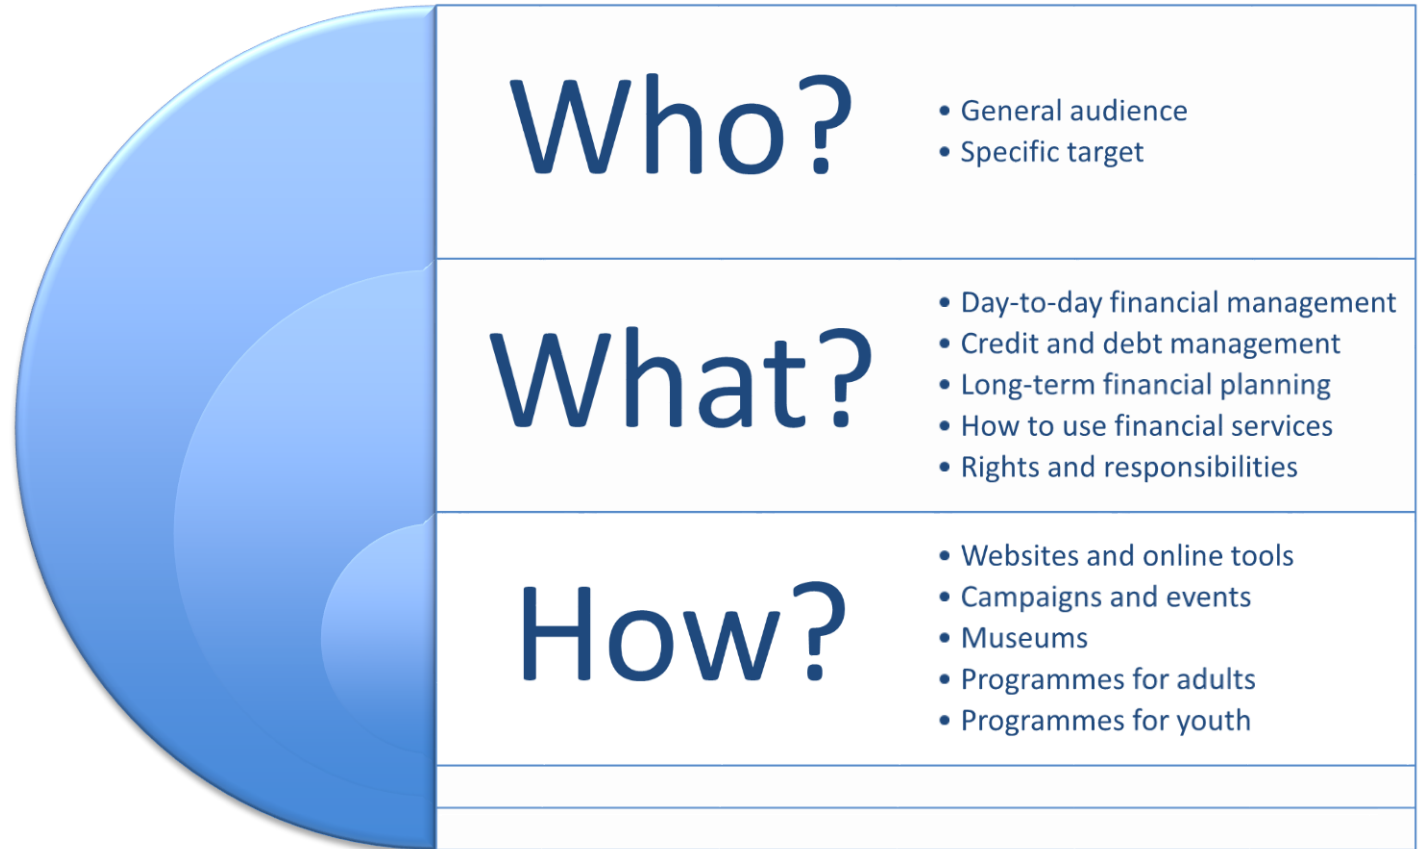 Who?
• General audience
• Specific target
What?
• Day-to-day financial management
• Credit and debt management
• Long-term financial planning
• How to use financial services
• Rights and responsibilities
How?
• Websites and online tools
• Campaigns and events
• Museums
• Programmes for adults
• Programmes for youth